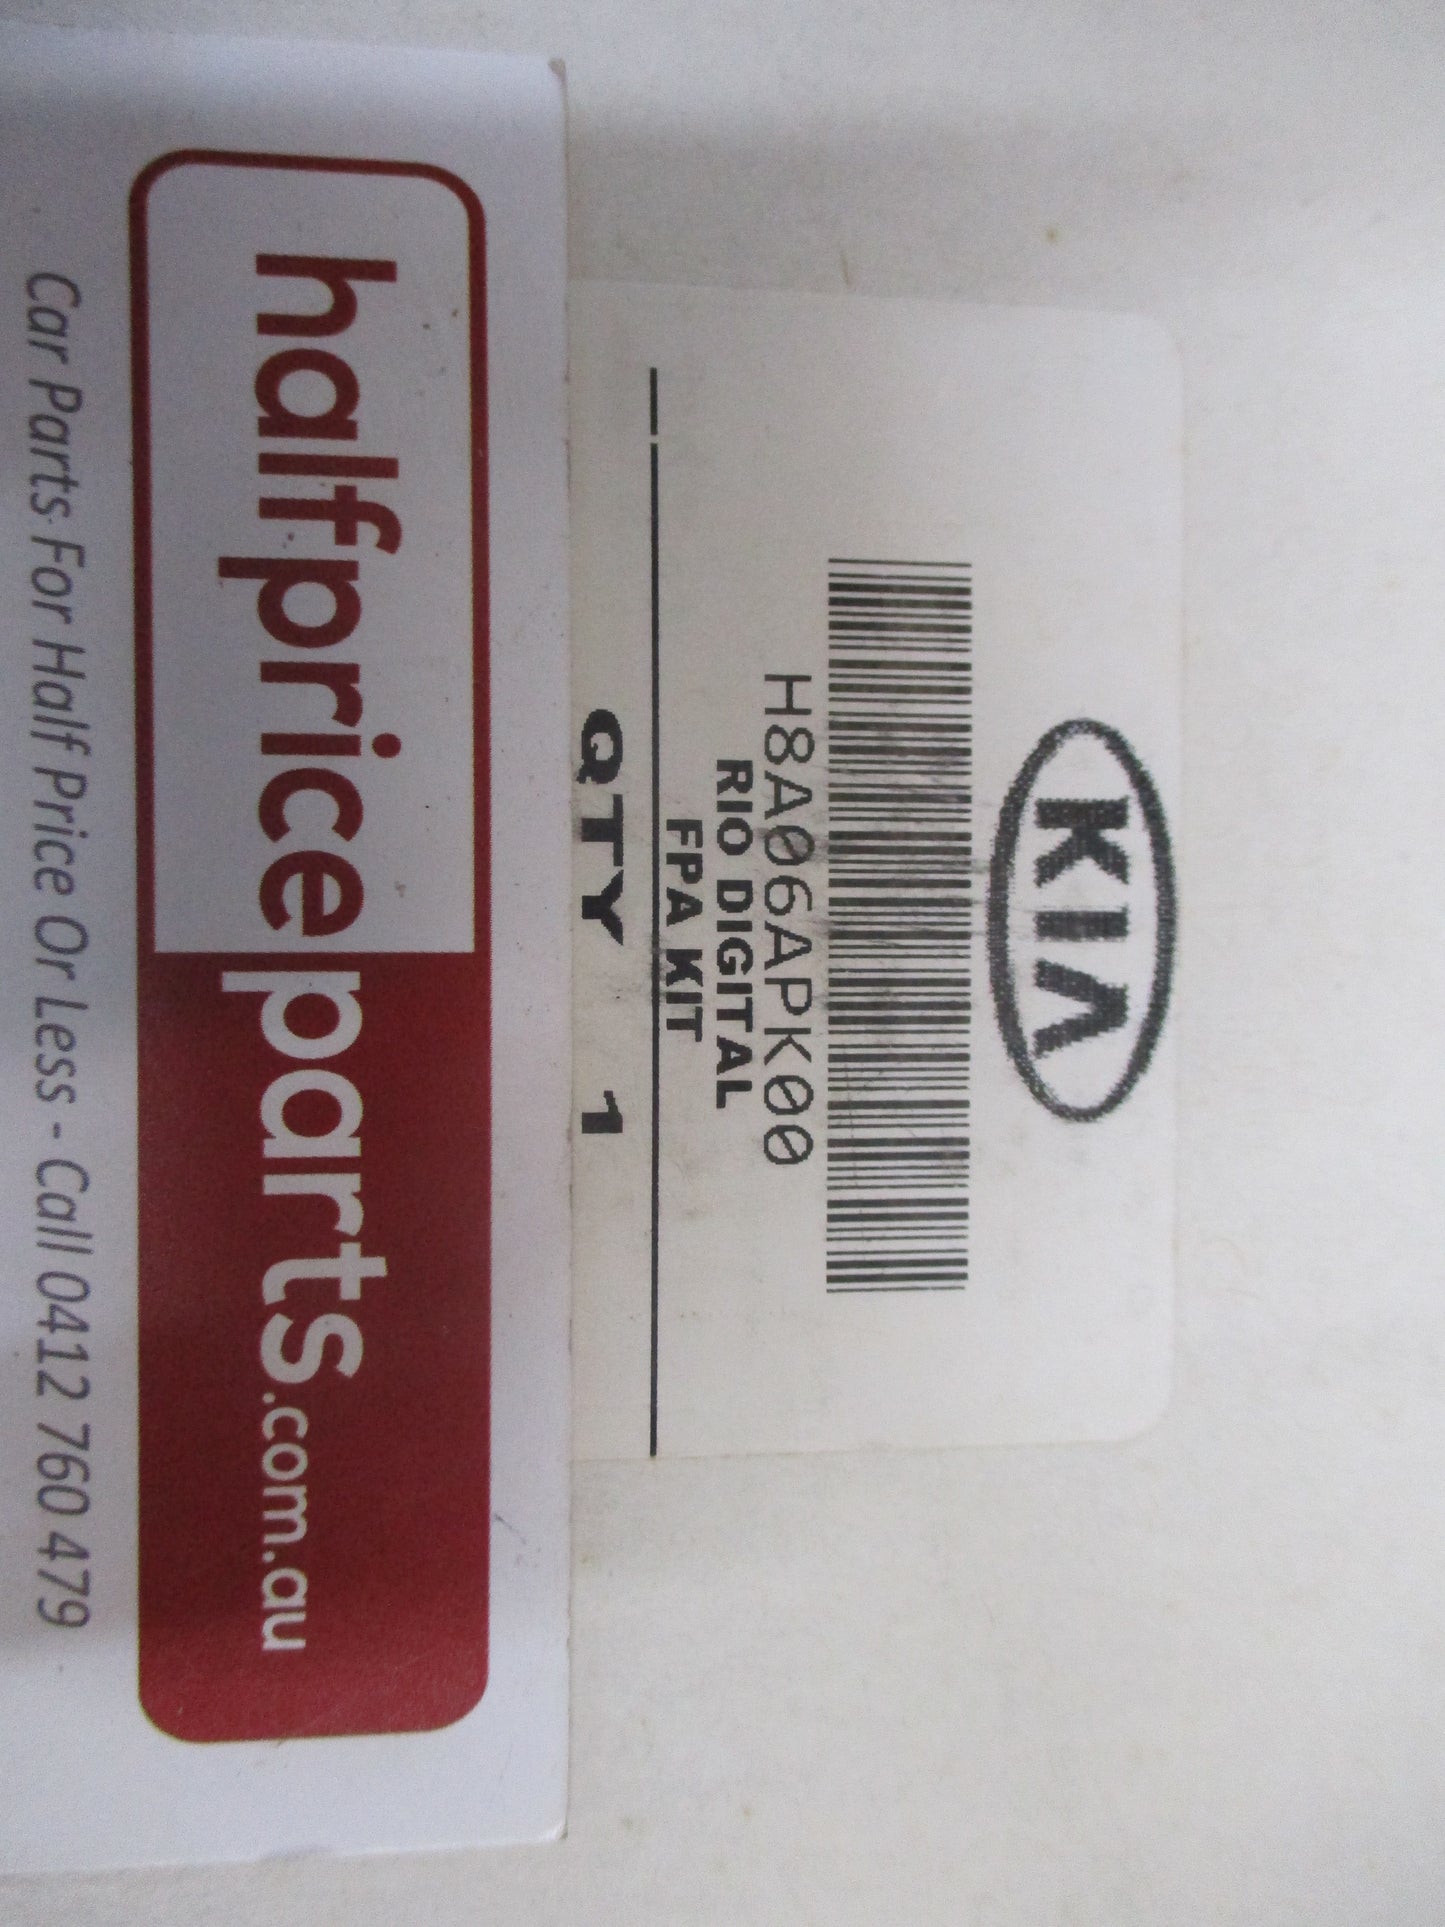 KIA
H8A06APK00
RIO DIGITAL
FPA KIT
QTY 1
halfpriceparts.com.au
Car Parts For Half Price Or Less - Call 0412 760 479